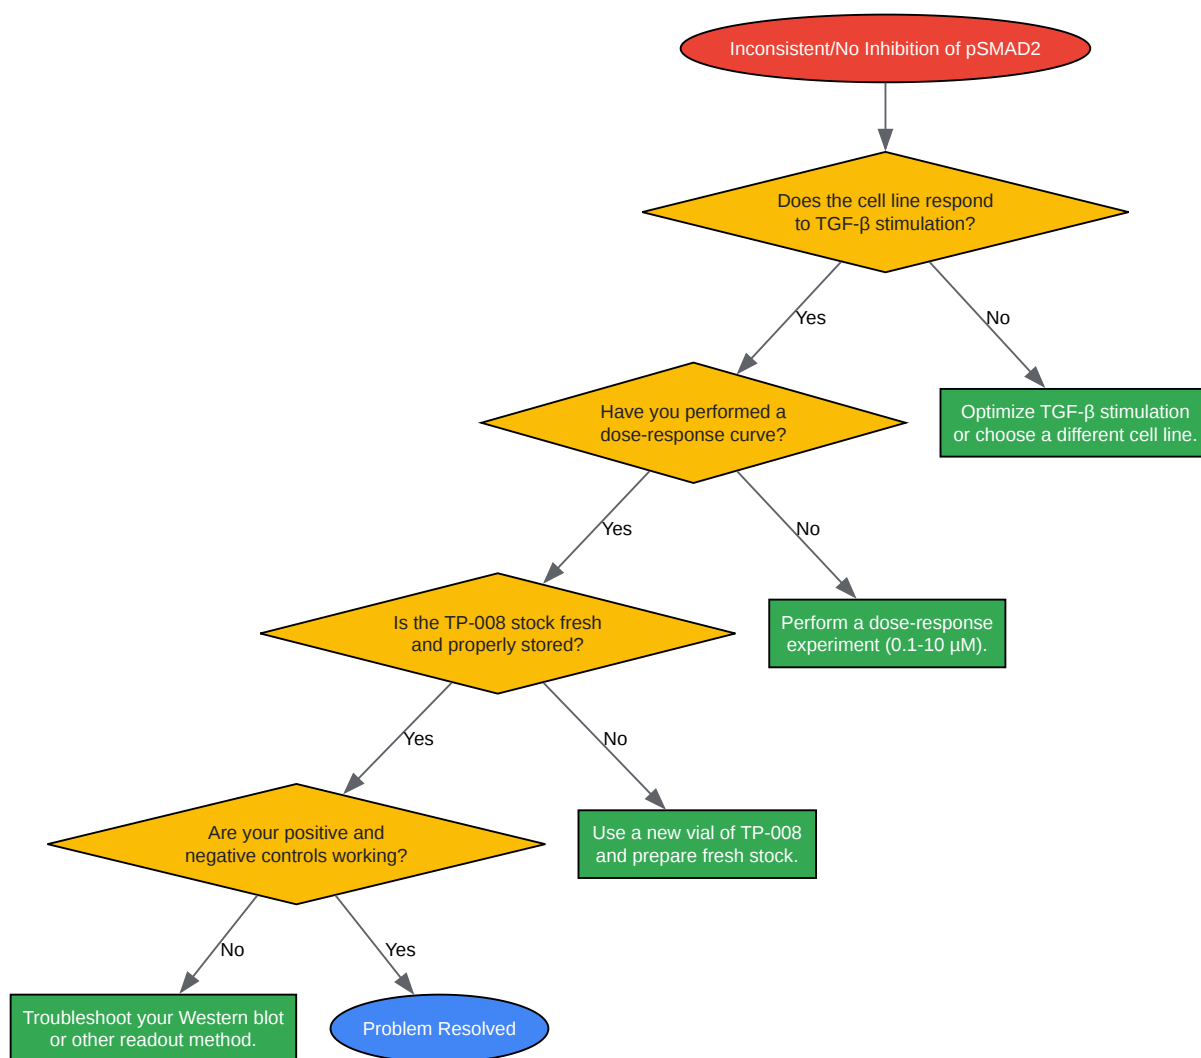 Inconsistent/No Inhibition of pSMAD2
Does the cell line respond
to TGF-β stimulation?
Yes
No
Have you performed a
dose-response curve?
Optimize TGF-β stimulation
or choose a different cell line.
Yes
No
Is the TP-008 stock fresh
and properly stored?
Perform a dose-response
experiment (0.1-10 µM).
Yes
No
Are your positive and
negative controls working?
Use a new vial of TP-008
and prepare fresh stock.
No
Yes
Troubleshoot your Western blot
or other readout method.
Problem Resolved